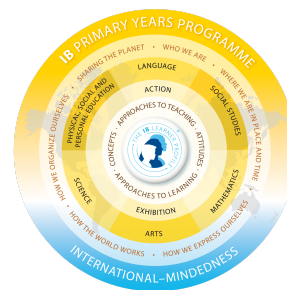 IB PRIMARY YEARS PROGRAMME
WHO WE ARE
WHERE WE ARE IN PLACE AND TIME
HOW WE EXPRESS OURSELVES
HOW THE WORLD WORKS
HOW WE ORGANIZE OURSELVES
SHARING THE PLANET
LANGUAGE
SOCIAL STUDIES
MATHEMATICS
ARTS
SCIENCE
PHYSICAL, SOCIAL AND
PERSONAL EDUCATION
ACTION
EXHIBITION
APPROACHES TO TEACHING
ATTITUDES
APPROACHES TO LEARNING
CONCEPTS
THE IB LEARNER PROFILE
INTERNATIONAL–MINDEDNESS